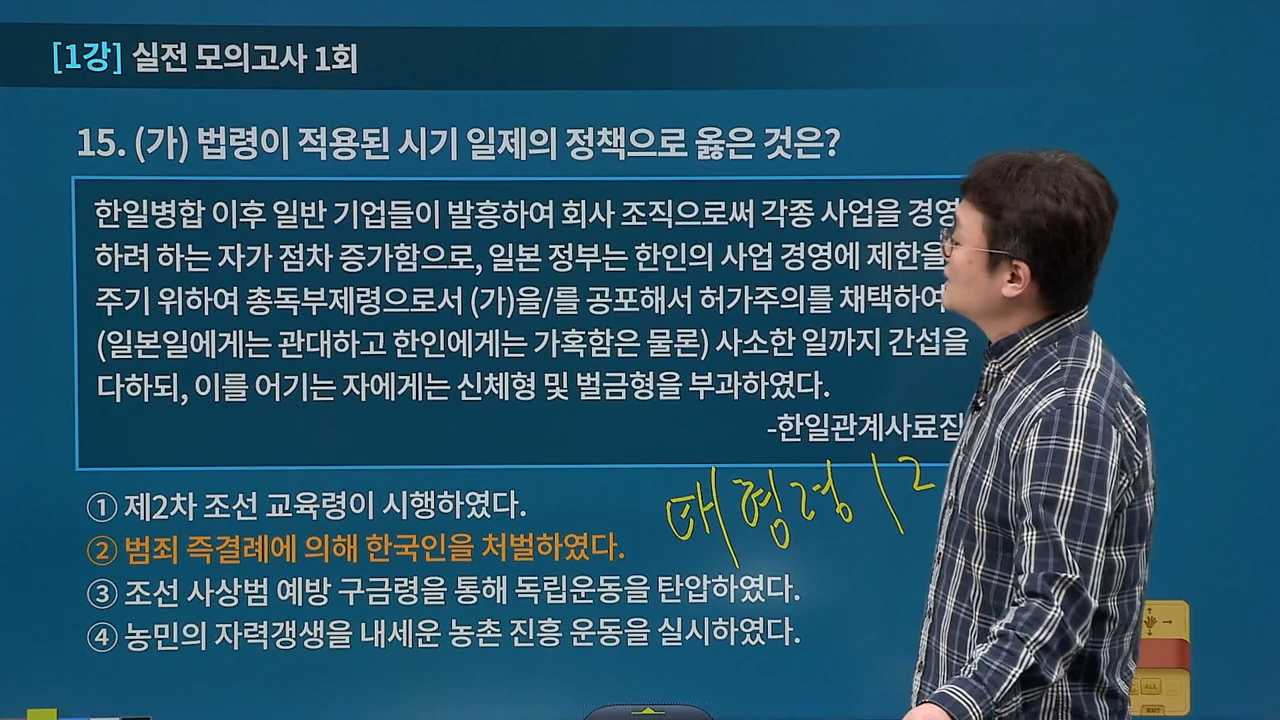 [1강] 실전 모의고사 1회
15. (가) 법령이 적용된 시기 일제의 정책으로 옳은 것은?
한일병합 이후 일반 기업들이 발흥하여 회사 조직으로써 각종 사업을 경영
하려 하는 자가 점차 증가함으로, 일본 정부는 한인의 사업 경영에 제한을
주기 위하여 총독부제령으로서 (가)을/를 공포해서 허가주의를 채택하여
(일본일에게는 관대하고 한인에게는 가혹함은 물론) 사소한 일까지 간섭을
다하되, 이를 어기는 자에게는 신체형 및 벌금형을 부과하였다.
-한일관계사료집
태형령 12
① 제2차 조선 교육령이 시행하였다.
② 범죄 즉결례에 의해 한국인을 처벌하였다.
③ 조선 사상범 예방 구금령을 통해 독립운동을 탄압하였다.
④ 농민의 자력갱생을 내세운 농촌 진흥 운동을 실시하였다.
ALL
EXIT